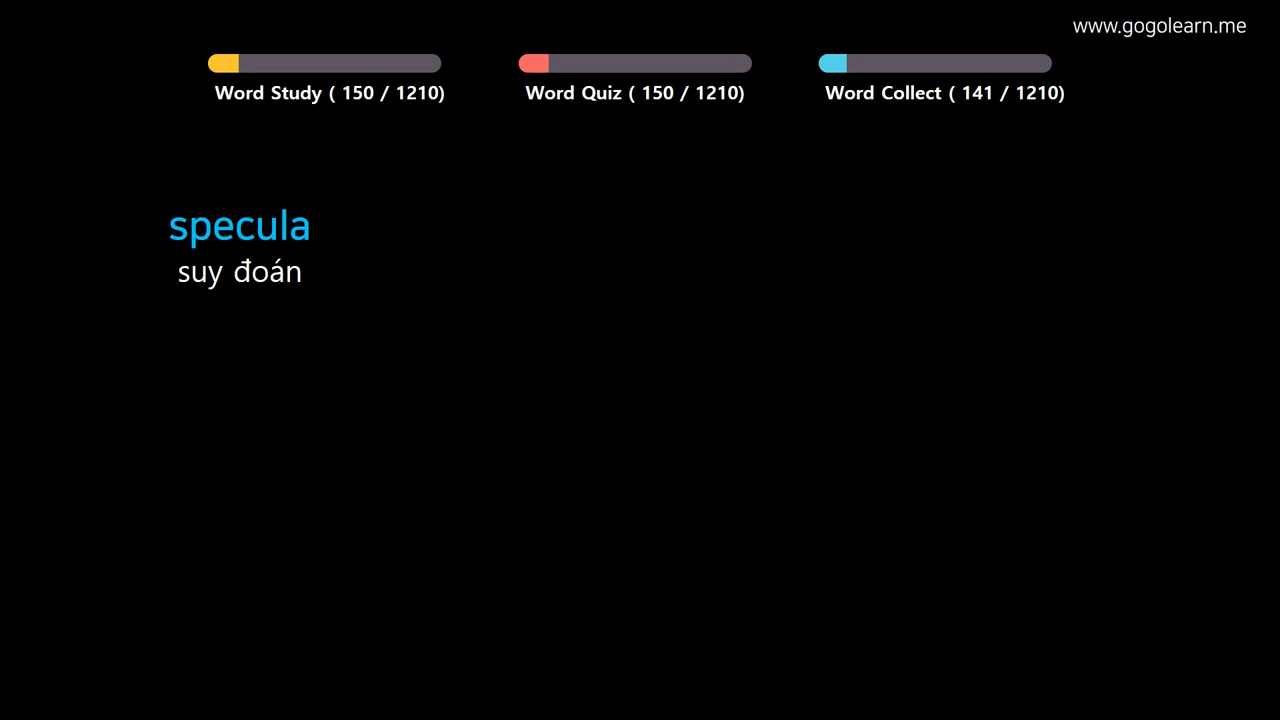 www.gogolearn.me
Word Study ( 150 / 1210)
Word Quiz ( 150 / 1210)
Word Collect ( 141 / 1210)
specula
suy đoán